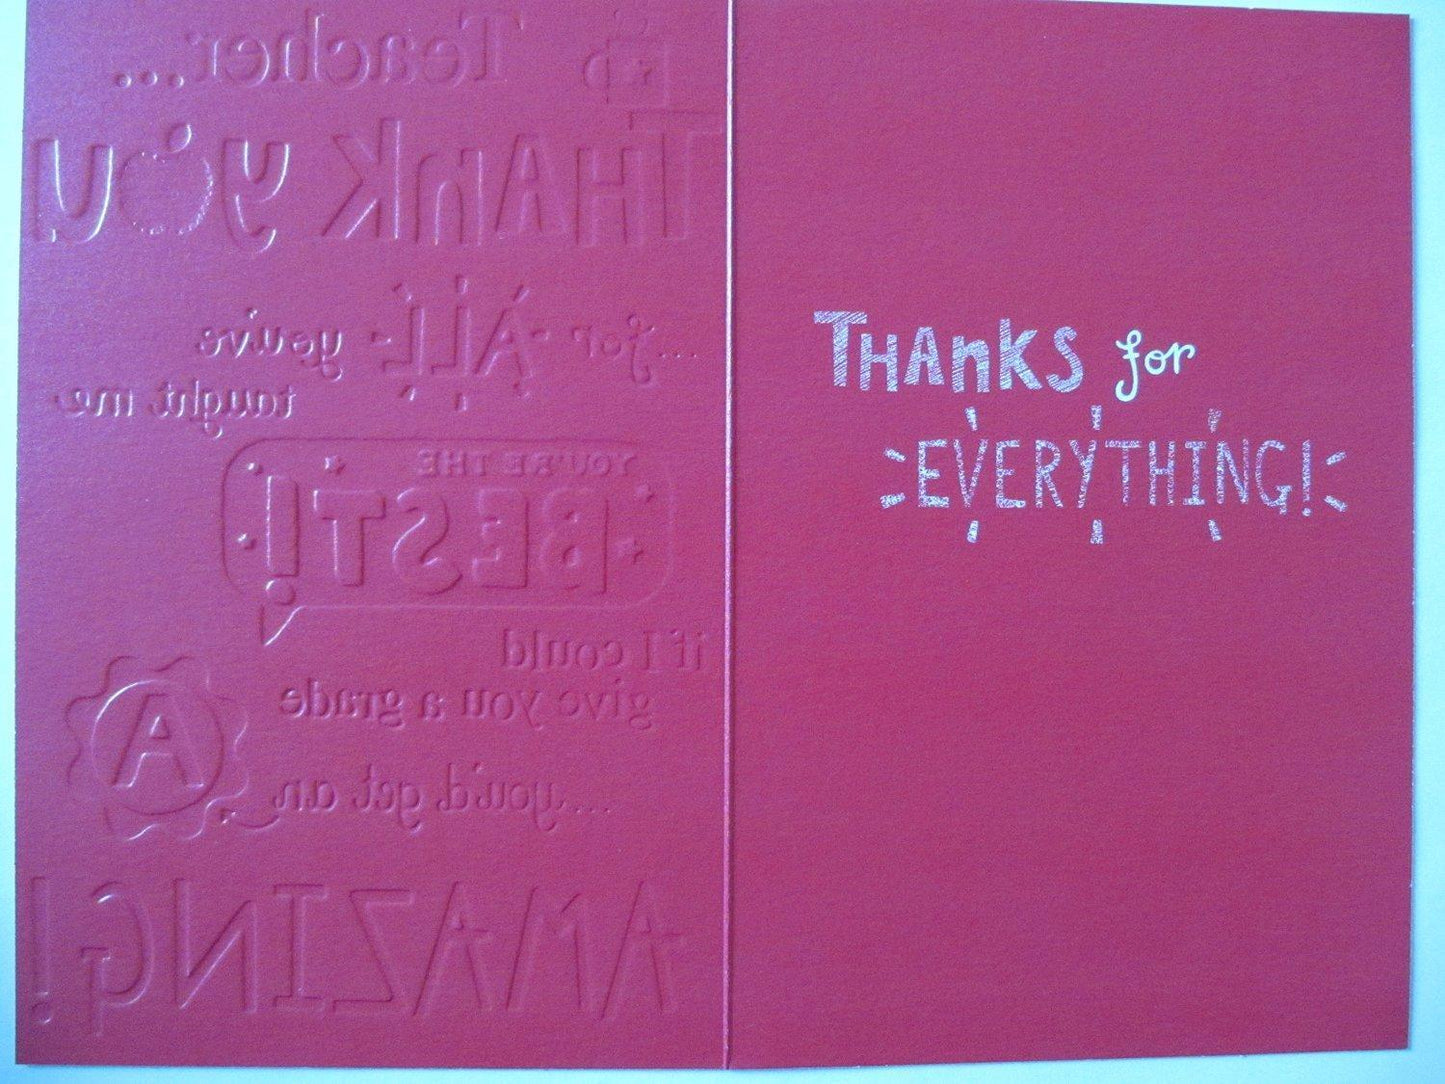 Teacher...
THANK YOU
...for ALL you've
taught me
YOU'RE THE
BEST!
if I could
give you a grade
...you'd get an
A
AMAZING!
THANKS for
EVERYTHING!